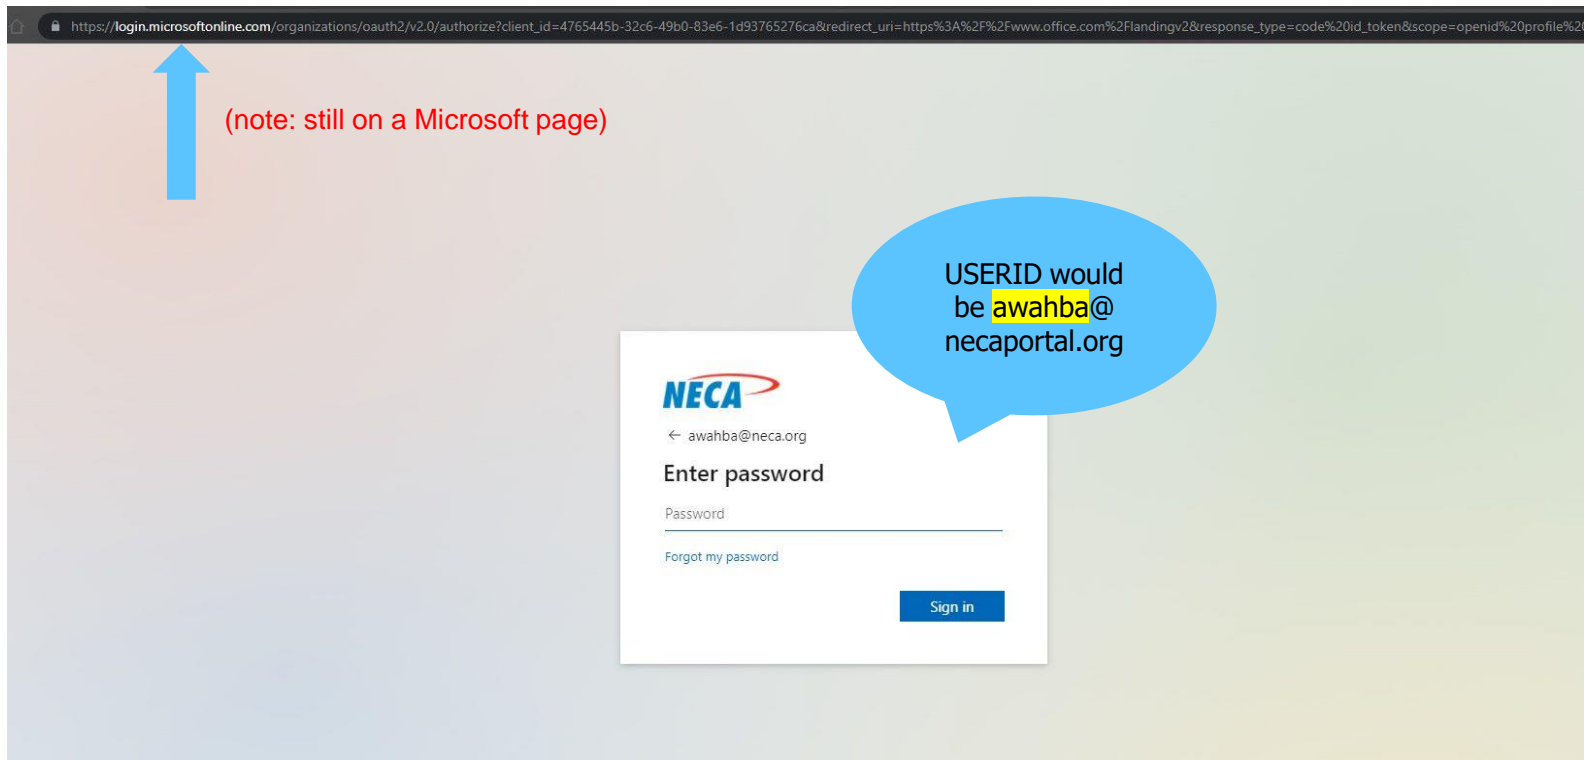 https://login.microsoftonline.com/organizations/oauth2/v2.0/authorize?client_id=4765445b-32c6-49b0-83e6-1d93765276ca&redirect_uri=https%3A%2F%2Fwww.office.com%2Flandingv2&response_type=code%20id_token&scope=openid%20profile%20
(note: still on a Microsoft page)
USERID would
be awahba@
necaportal.org
NECA
← awahba@neca.org
Enter password
Password
Forgot my password
Sign in